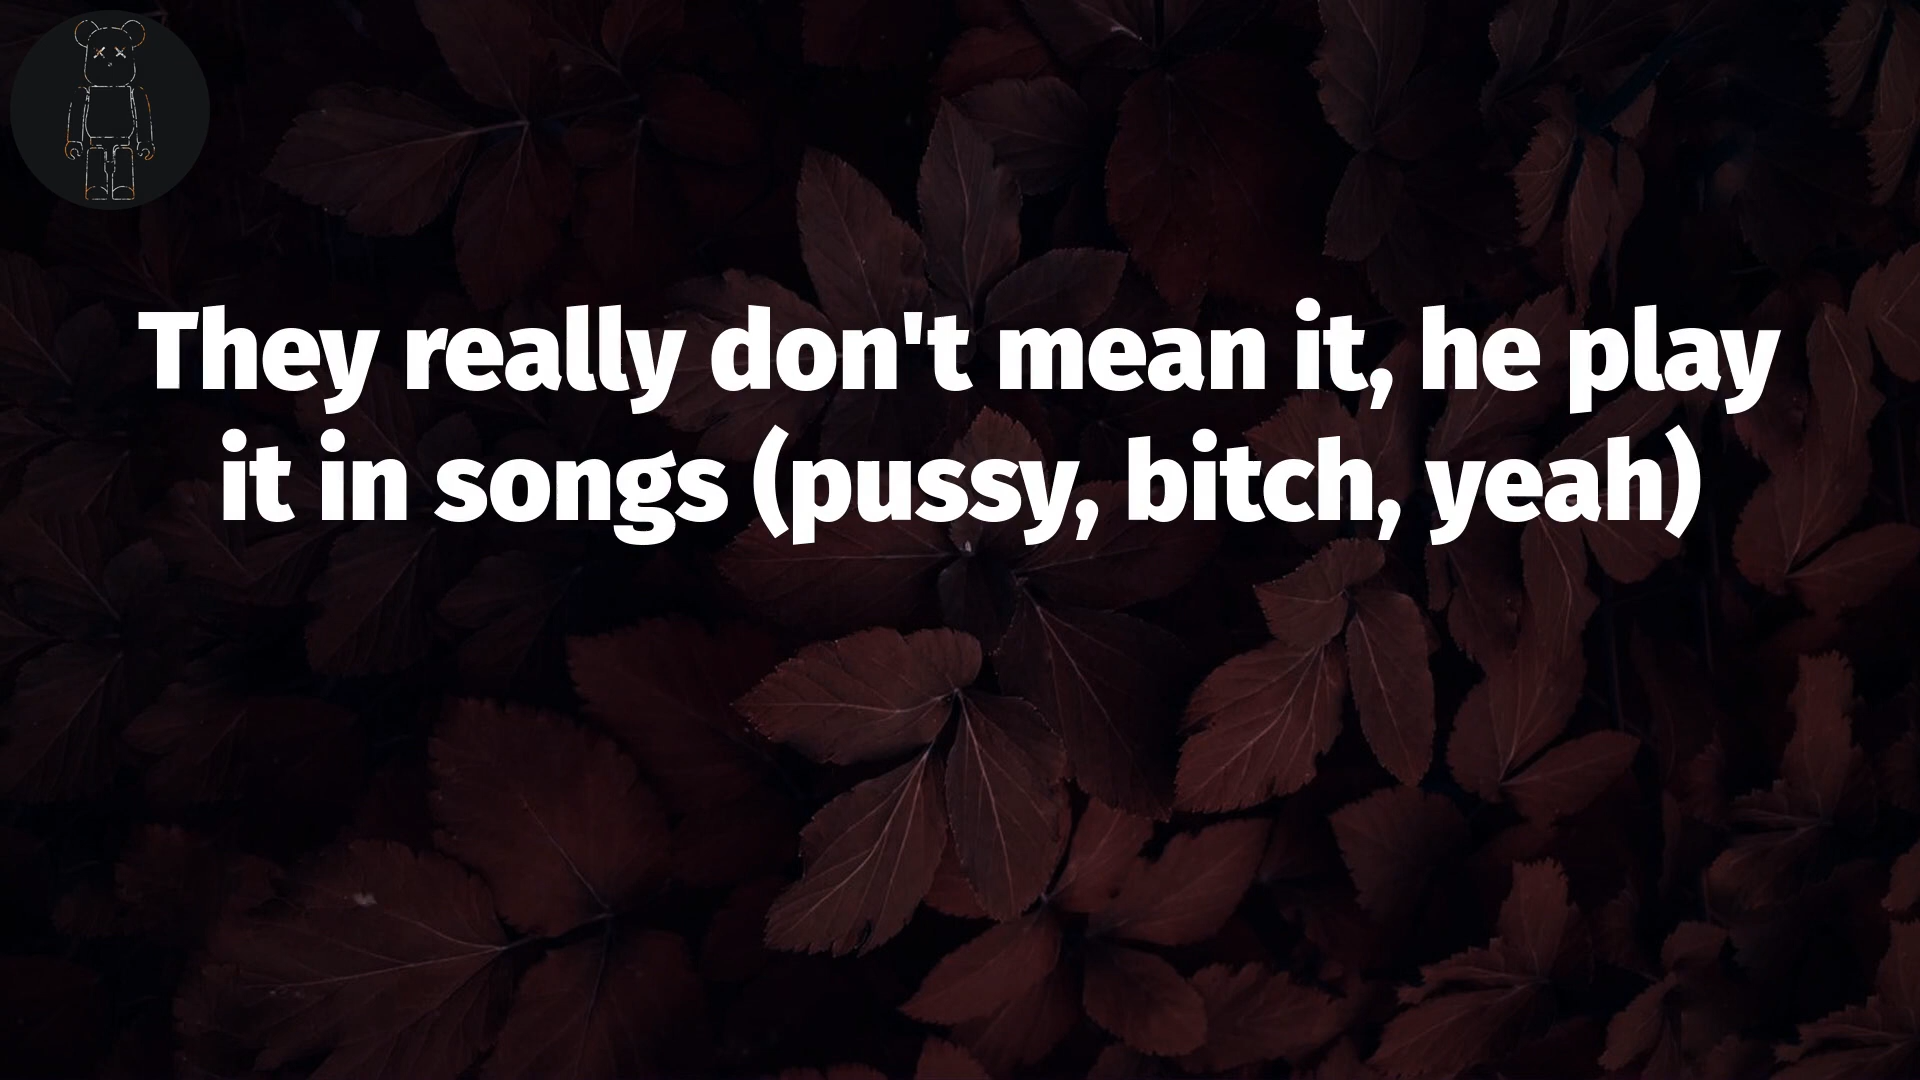 They really don't mean it, he play
it in songs (pussy, bitch, yeah)